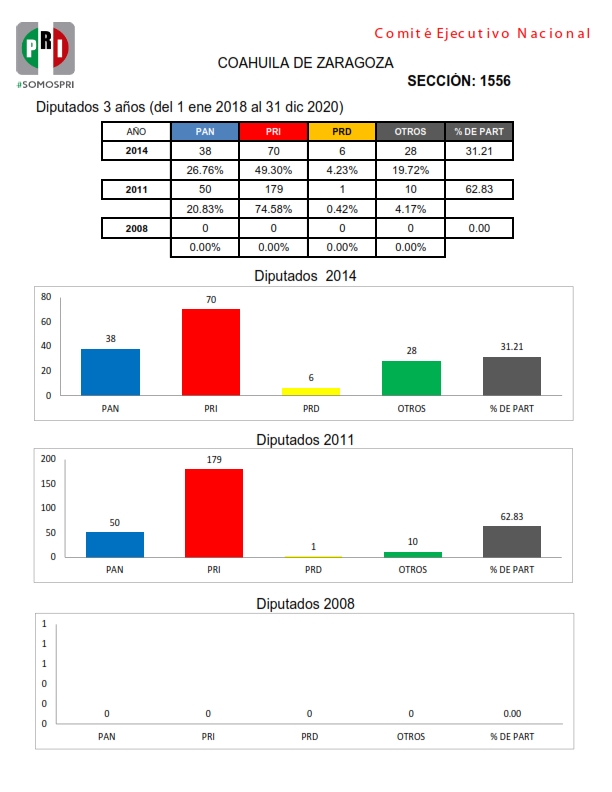 PRI
#SOMOSPRI
Comité Ejecutivo Nacional
COAHUILA DE ZARAGOZA
SECCIÓN: 1556
Diputados 3 años (del 1 ene 2018 al 31 dic 2020)
AÑO PAN PRI PRD OTROS % DE PART
2014 38 70 6 28 31.21
26.76% 49.30% 4.23% 19.72%
2011 50 179 1 10 62.83
20.83% 74.58% 0.42% 4.17%
2008 0 0 0 0 0.00
0.00% 0.00% 0.00% 0.00%
Diputados 2014
80
60
40
20
0
38 70 6 28 31.21
PAN PRI PRD OTROS % DE PART
Diputados 2011
200
150
100
50
0
50 179 1 10 62.83
PAN PRI PRD OTROS % DE PART
Diputados 2008
1
1
1
0
0
0
0 0 0 0 0.00
PAN PRI PRD OTROS % DE PART